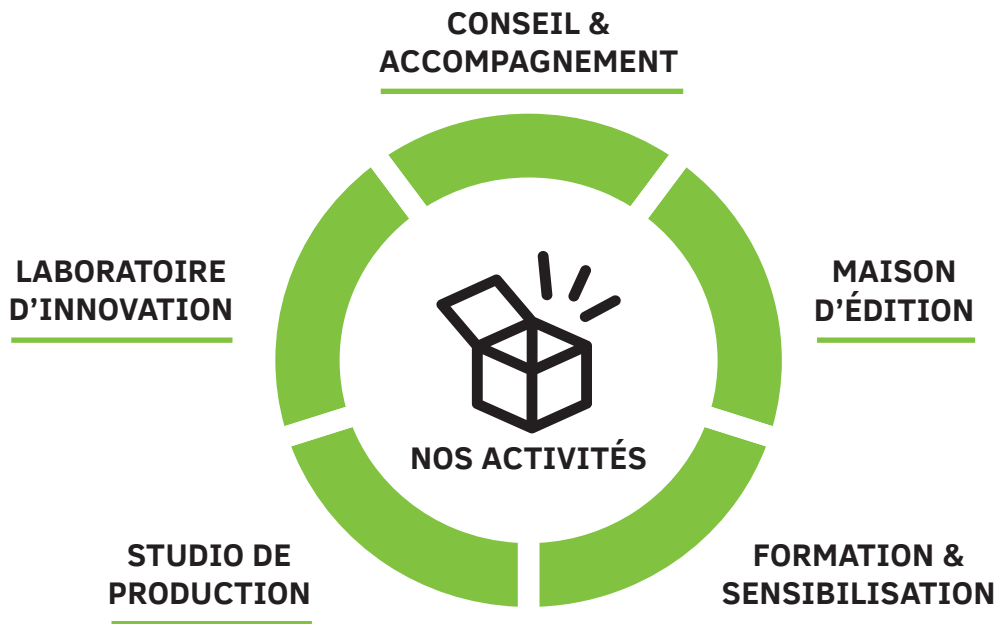 CONSEIL &
ACCOMPAGNEMENT
LABORATOIRE
D’INNOVATION
MAISON
D’ÉDITION
NOS ACTIVITÉS
STUDIO DE
PRODUCTION
FORMATION &
SENSIBILISATION